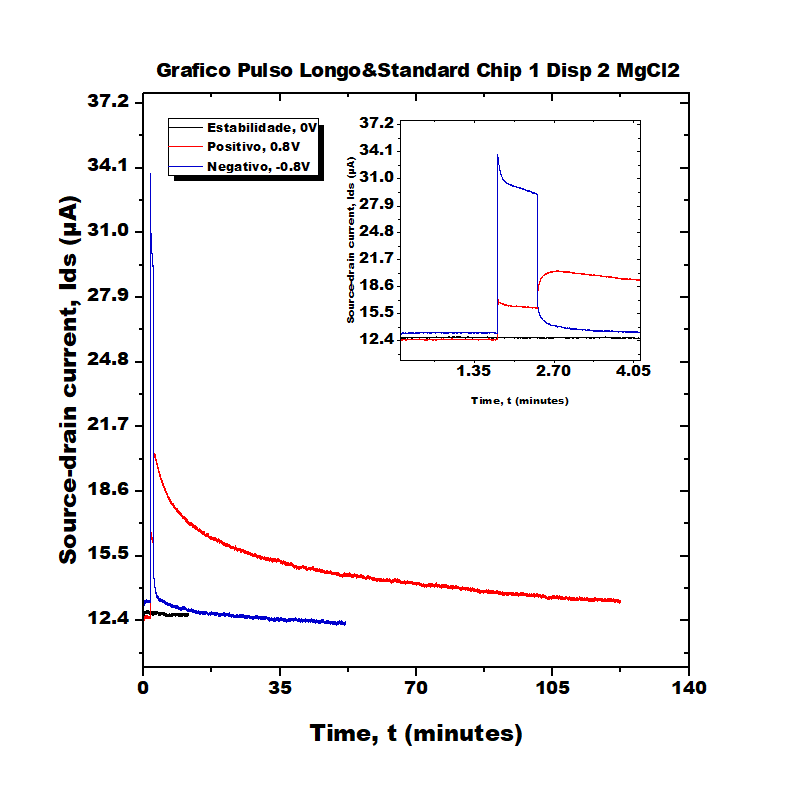 Grafico Pulso Longo&Standard Chip 1 Disp 2 MgCl2
Source-drain current, Ids (µA)
37.2
34.1
31.0
27.9
24.8
21.7
18.6
15.5
12.4
Estabilidade, 0V
Positivo, 0.8V
Negativo, -0.8V
Source-drain current, Ids (µA)
37.2
34.1
31.0
27.9
24.8
21.7
18.6
15.5
12.4
1.35 2.70 4.05
Time, t (minutes)
0 35 70 105 140
Time, t (minutes)